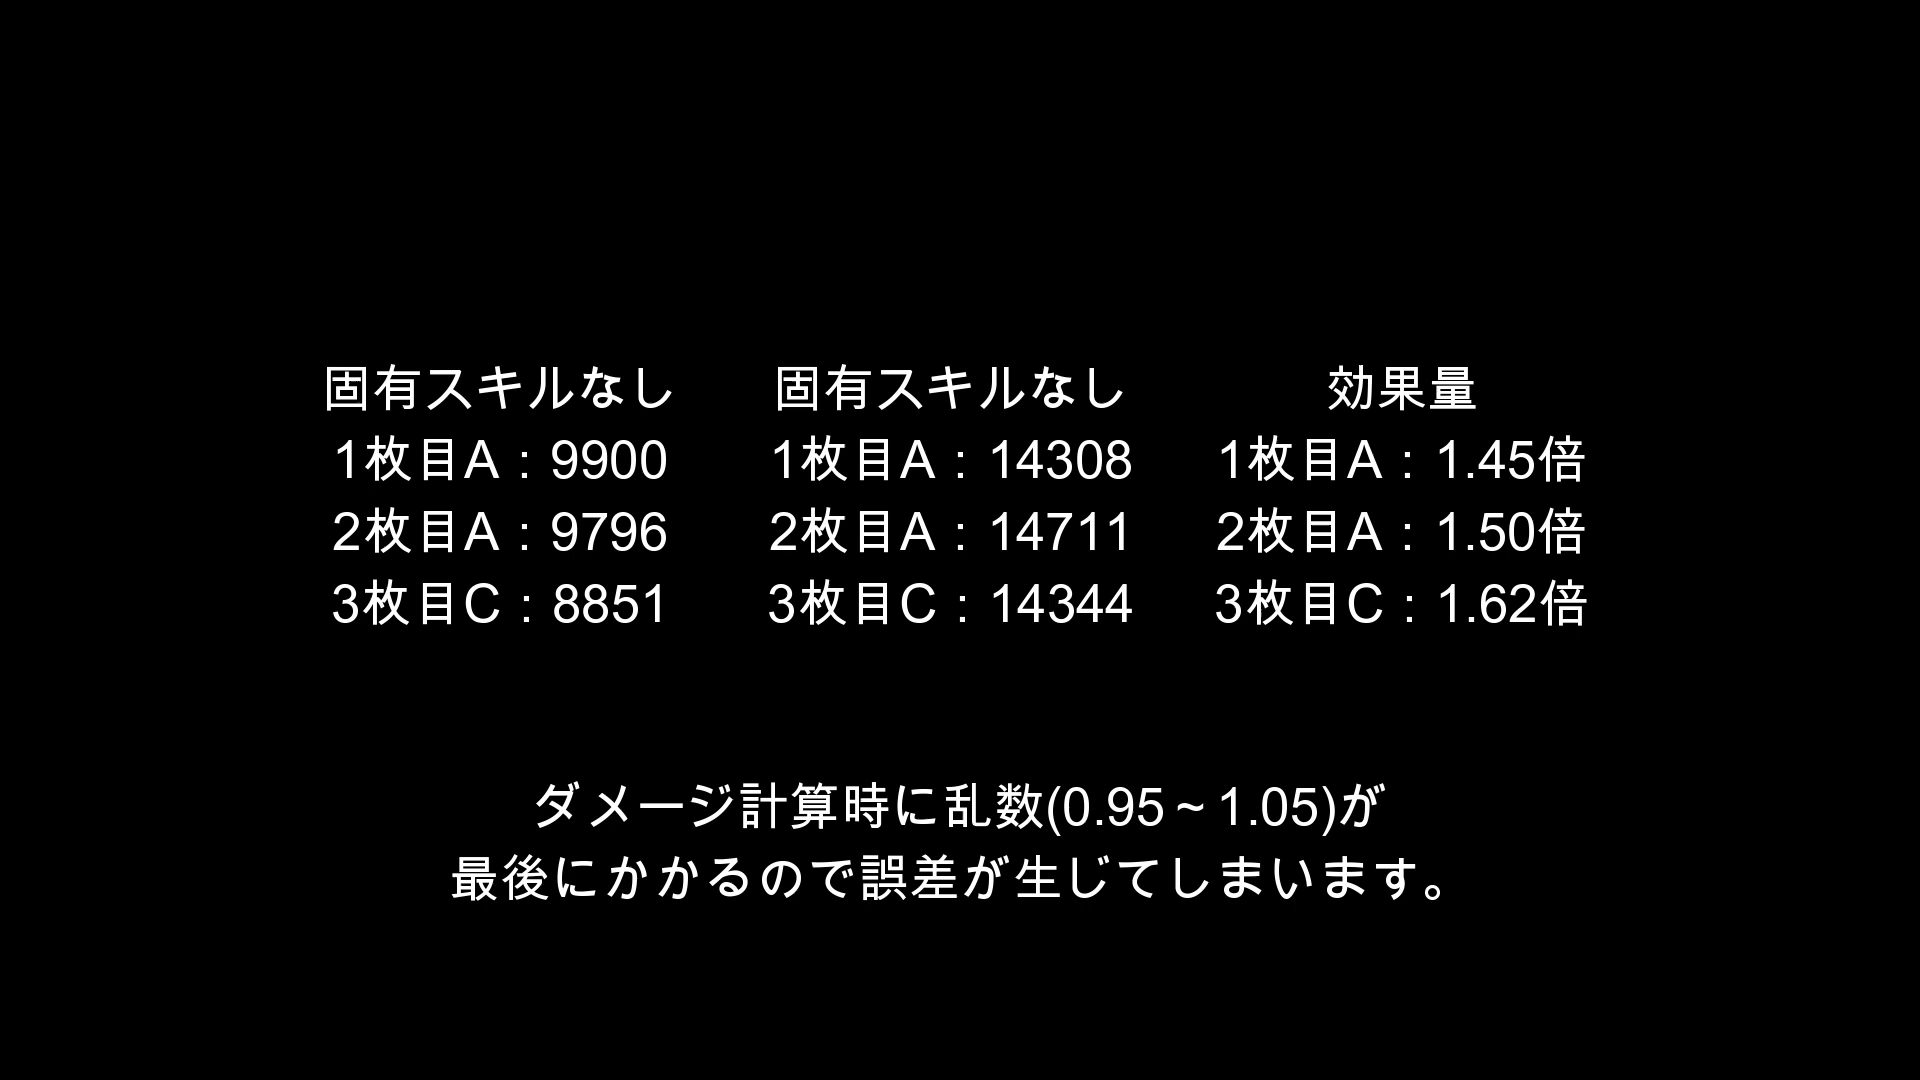 固有スキルなし
1枚目A：9900
2枚目A：9796
3枚目C：8851
固有スキルなし
1枚目A：14308
2枚目A：14711
3枚目C：14344
効果量
1枚目A：1.45倍
2枚目A：1.50倍
3枚目C：1.62倍
ダメージ計算時に乱数(0.95～1.05)が
最後にかかるので誤差が生じてしまいます。